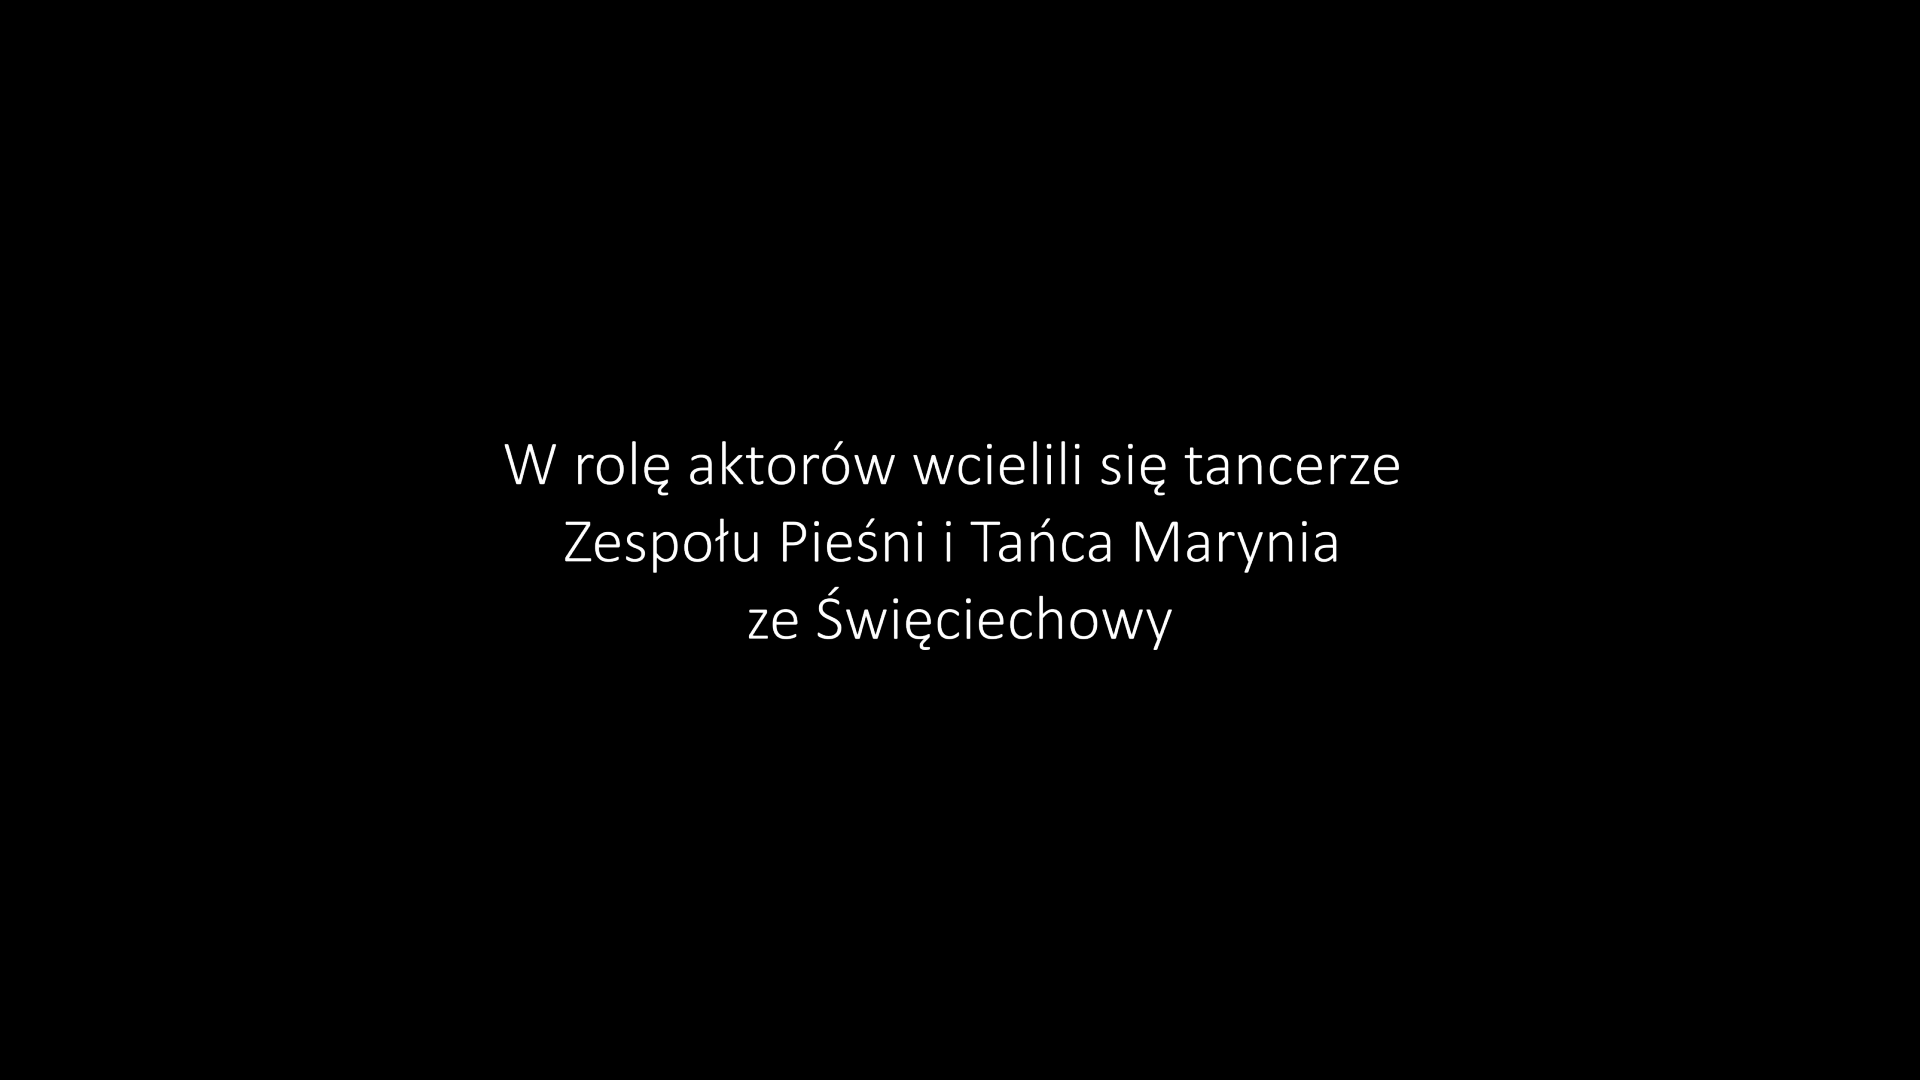 W rolę aktorów wcielili się tancerze
Zespołu Pieśni i Tańca Marynia
ze Święciechowy